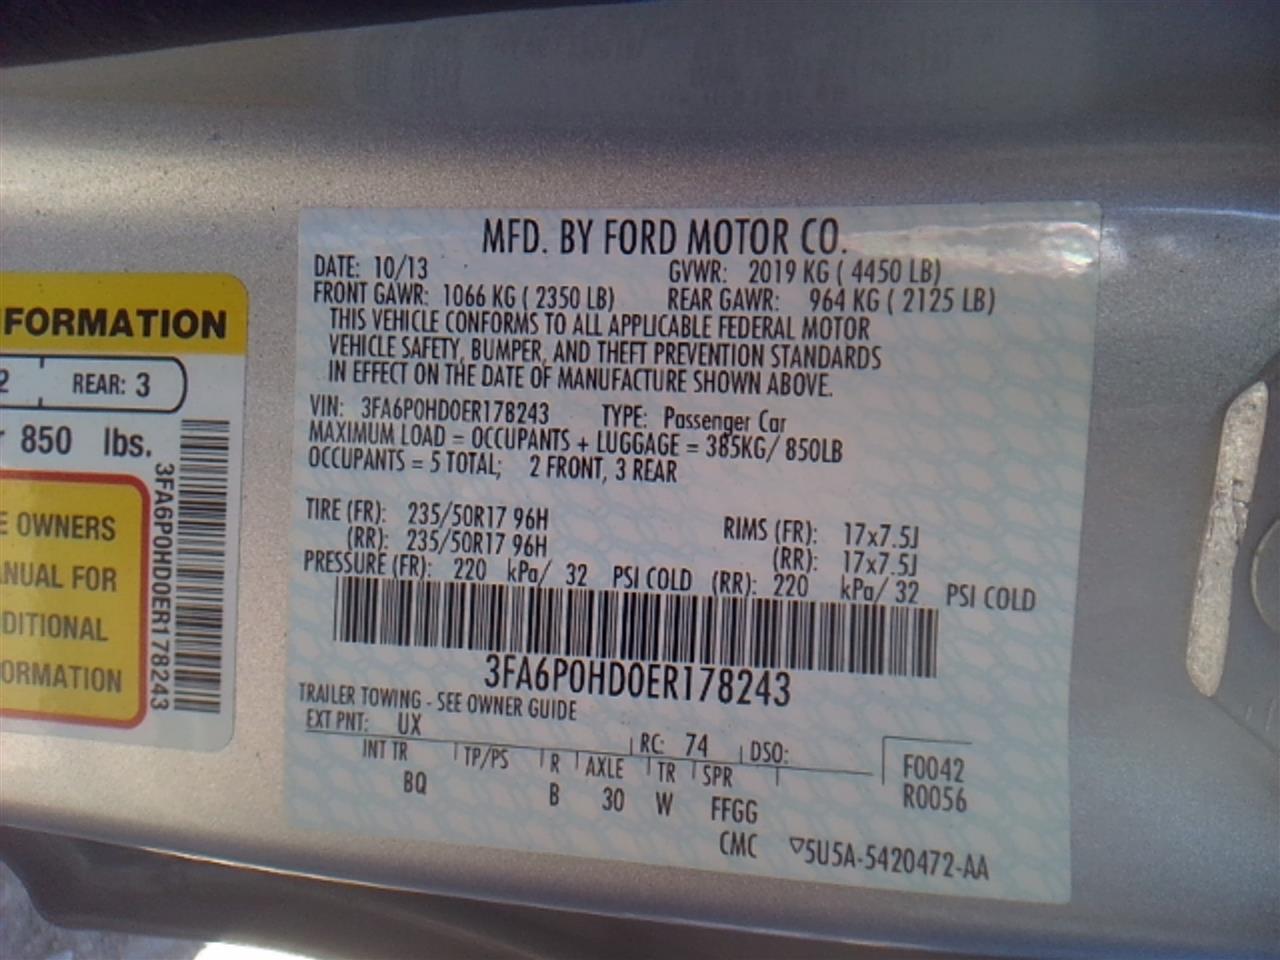 MFD. BY FORD MOTOR CO.
DATE: 10/13 GVWR: 2019 KG ( 4450 LB)
FRONT GAWR: 1066 KG ( 2350 LB) REAR GAWR: 964 KG ( 2125 LB)
THIS VEHICLE CONFORMS TO ALL APPLICABLE FEDERAL MOTOR
VEHICLE SAFETY, BUMPER, AND THEFT PREVENTION STANDARDS
IN EFFECT ON THE DATE OF MANUFACTURE SHOWN ABOVE.
VIN: 3FA6P0HD0ER178243 TYPE: Passenger Car
MAXIMUM LOAD = OCCUPANTS + LUGGAGE = 385KG/ 850LB
OCCUPANTS = 5 TOTAL; 2 FRONT, 3 REAR
TIRE (FR): 235/50R17 96H RIMS (FR): 17x7.5J
(RR): 235/50R17 96H (RR): 17x7.5J
PRESSURE (FR): 220 kPa/ 32 PSI COLD (RR): 220 kPa/ 32 PSI COLD
3FA6P0HD0ER178243
TRAILER TOWING - SEE OWNER GUIDE
EXT PNT: UX RC: 74 DSO:
INT TR TP/PS R AXLE TR SPR F0042
BQ B 30 W FFGG R0056
CMC ▽5U5A-5420472-AA
FORMATION
2 REAR: 3
r 850 lbs.
E OWNERS
ANUAL FOR
DITIONAL
ORMATION
3FA6P0HD0ER178243